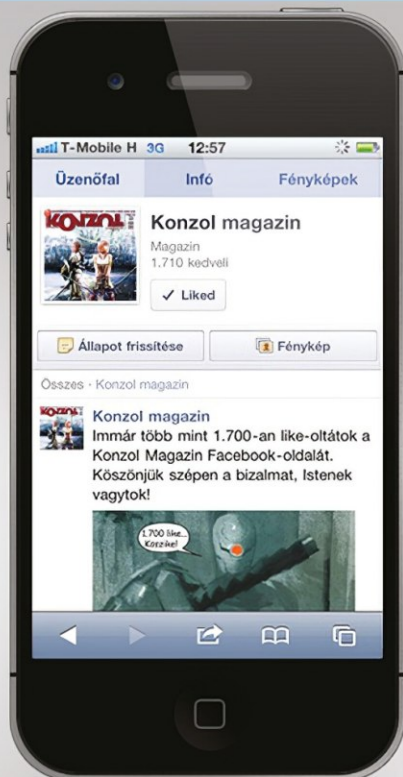 T-Mobile H 3G 12:57
Üzenőfal Infó Fényképek
KONZOL
Konzol magazin
Magazin
1.710 kedveli
✓ Liked
Állapot frissítése Fénykép
Összes · Konzol magazin
KONZOL
Konzol magazin
Immár több mint 1.700-an like-oltátok a
Konzol Magazin Facebook-oldalát.
Köszönjük szépen a bizalmat, Istenek
vagytok!
1.700 like...
Korzike!